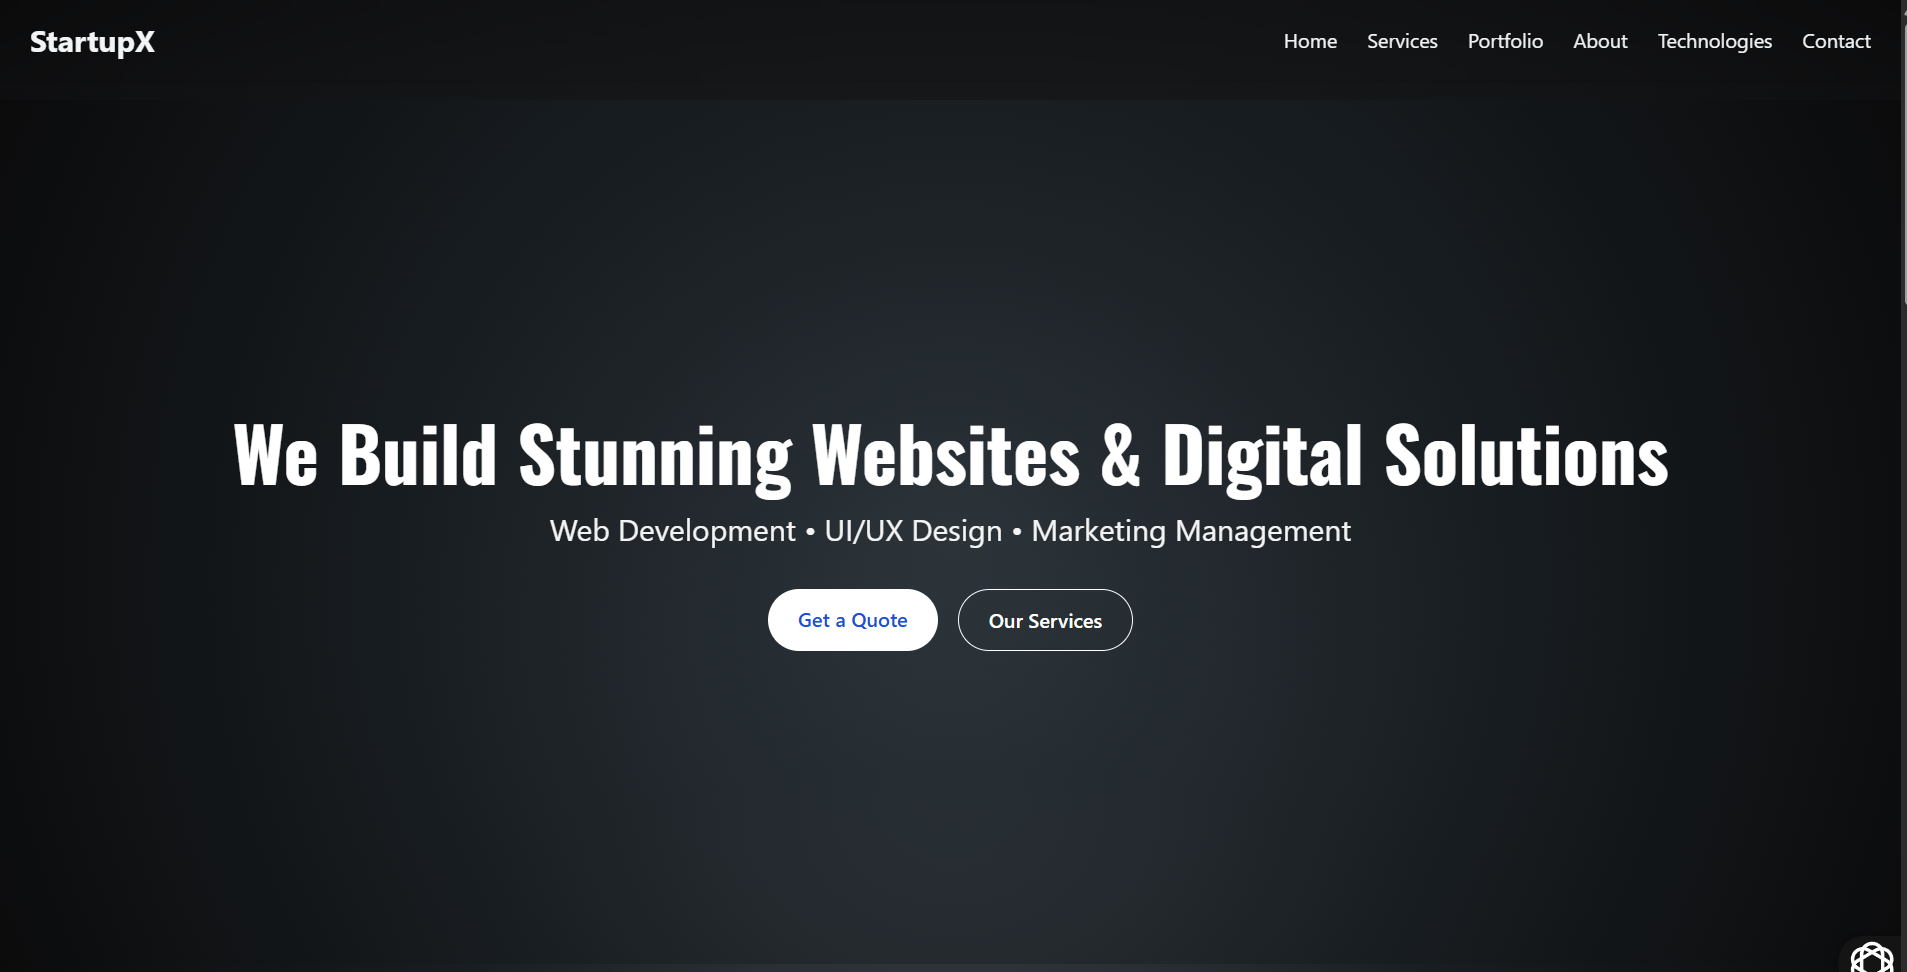 StartupX
Home Services Portfolio About Technologies Contact
We Build Stunning Websites & Digital Solutions
Web Development • UI/UX Design • Marketing Management
Get a Quote
Our Services